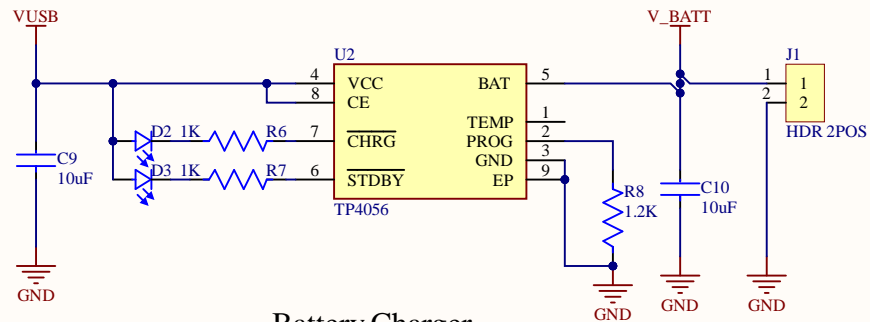 VUSB
V_BATT
U2
J1
4 VCC
BAT 5
1 1
8 CE
2 2
TEMP 1
HDR 2POS
D2 1K R6 7 CHRG
PROG 2
C9
10uF
GND 3
D3 1K R7 6 STDBY
EP 9
R8
1.2K
C10
10uF
TP4056
GND
GND
GND
GND
Battery Charger